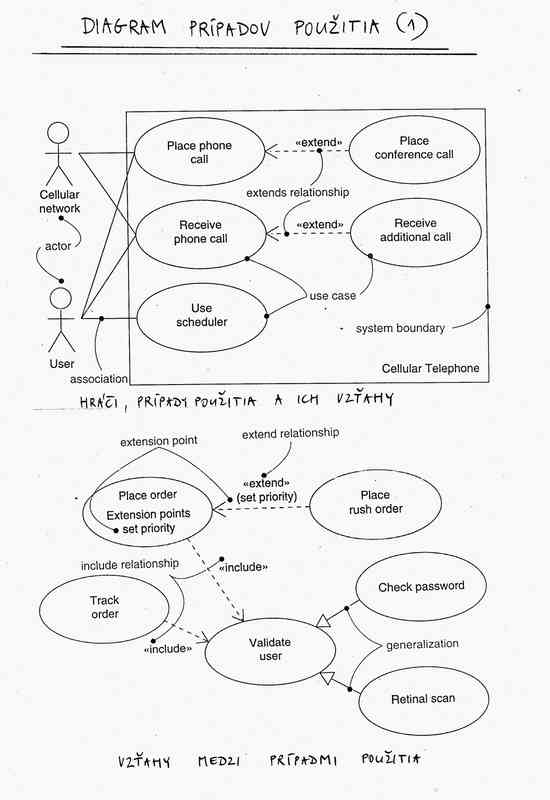 DIAGRAM PRÍPADOV POUŽITIA (1)
Place phone
call
«extend»
Place
conference call
Cellular
network
extends relationship
Receive
phone call
«extend»
Receive
additional call
actor
Use
scheduler
use case
system boundary
User
Cellular Telephone
association
HRÁČI, PRÍPADY POUŽITIA A ICH VZŤAHY
extension point
extend relationship
Place order
Extension points
set priority
«extend»
(set priority)
Place
rush order
include relationship
«include»
Check password
Track
order
«include»
Validate
user
generalization
Retinal scan
VZŤAHY MEDZI PRÍPADMI POUŽITIA